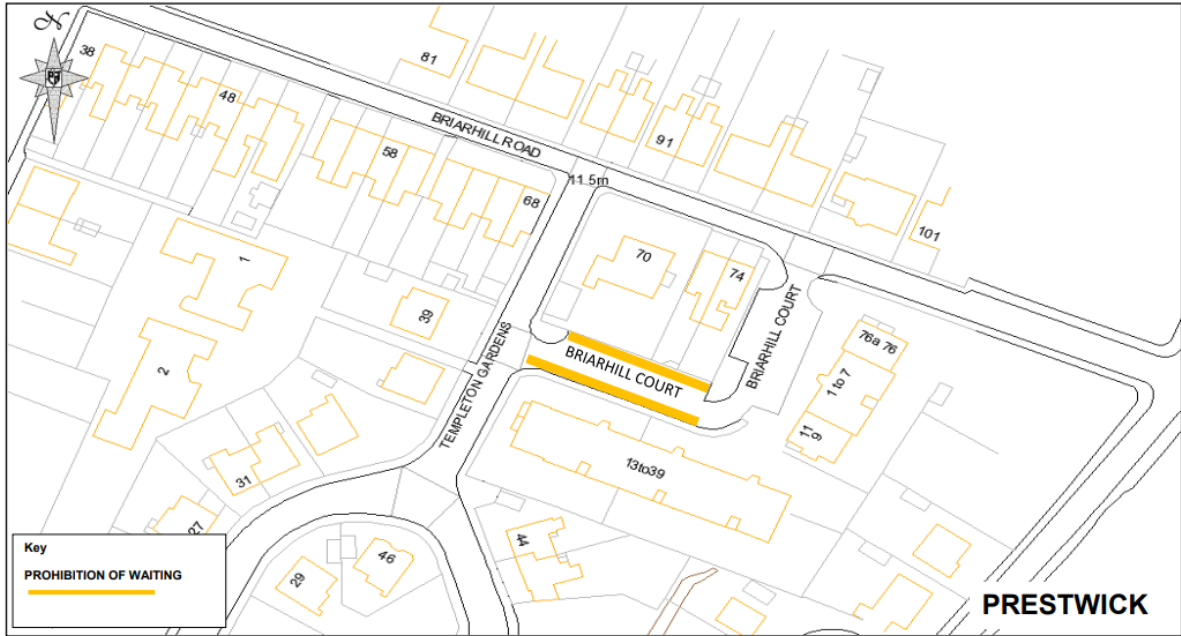 38
81
48
BRIARHILL ROAD
58
91
11.5m
68
101
70
74
1
39
BRIARHILL COURT
76a 76
BRIARHILL COURT
TEMPLETON GARDENS
2
1 to 7
11
9
13to39
31
27
44
46
29
Key
PROHIBITION OF WAITING
PRESTWICK